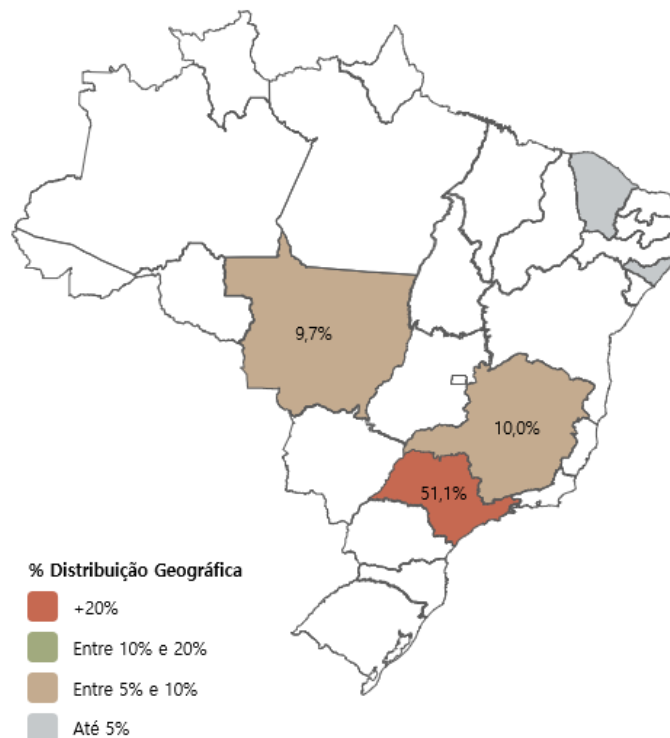 9,7%
10,0%
51,1%
% Distribuição Geográfica
+20%
Entre 10% e 20%
Entre 5% e 10%
Até 5%